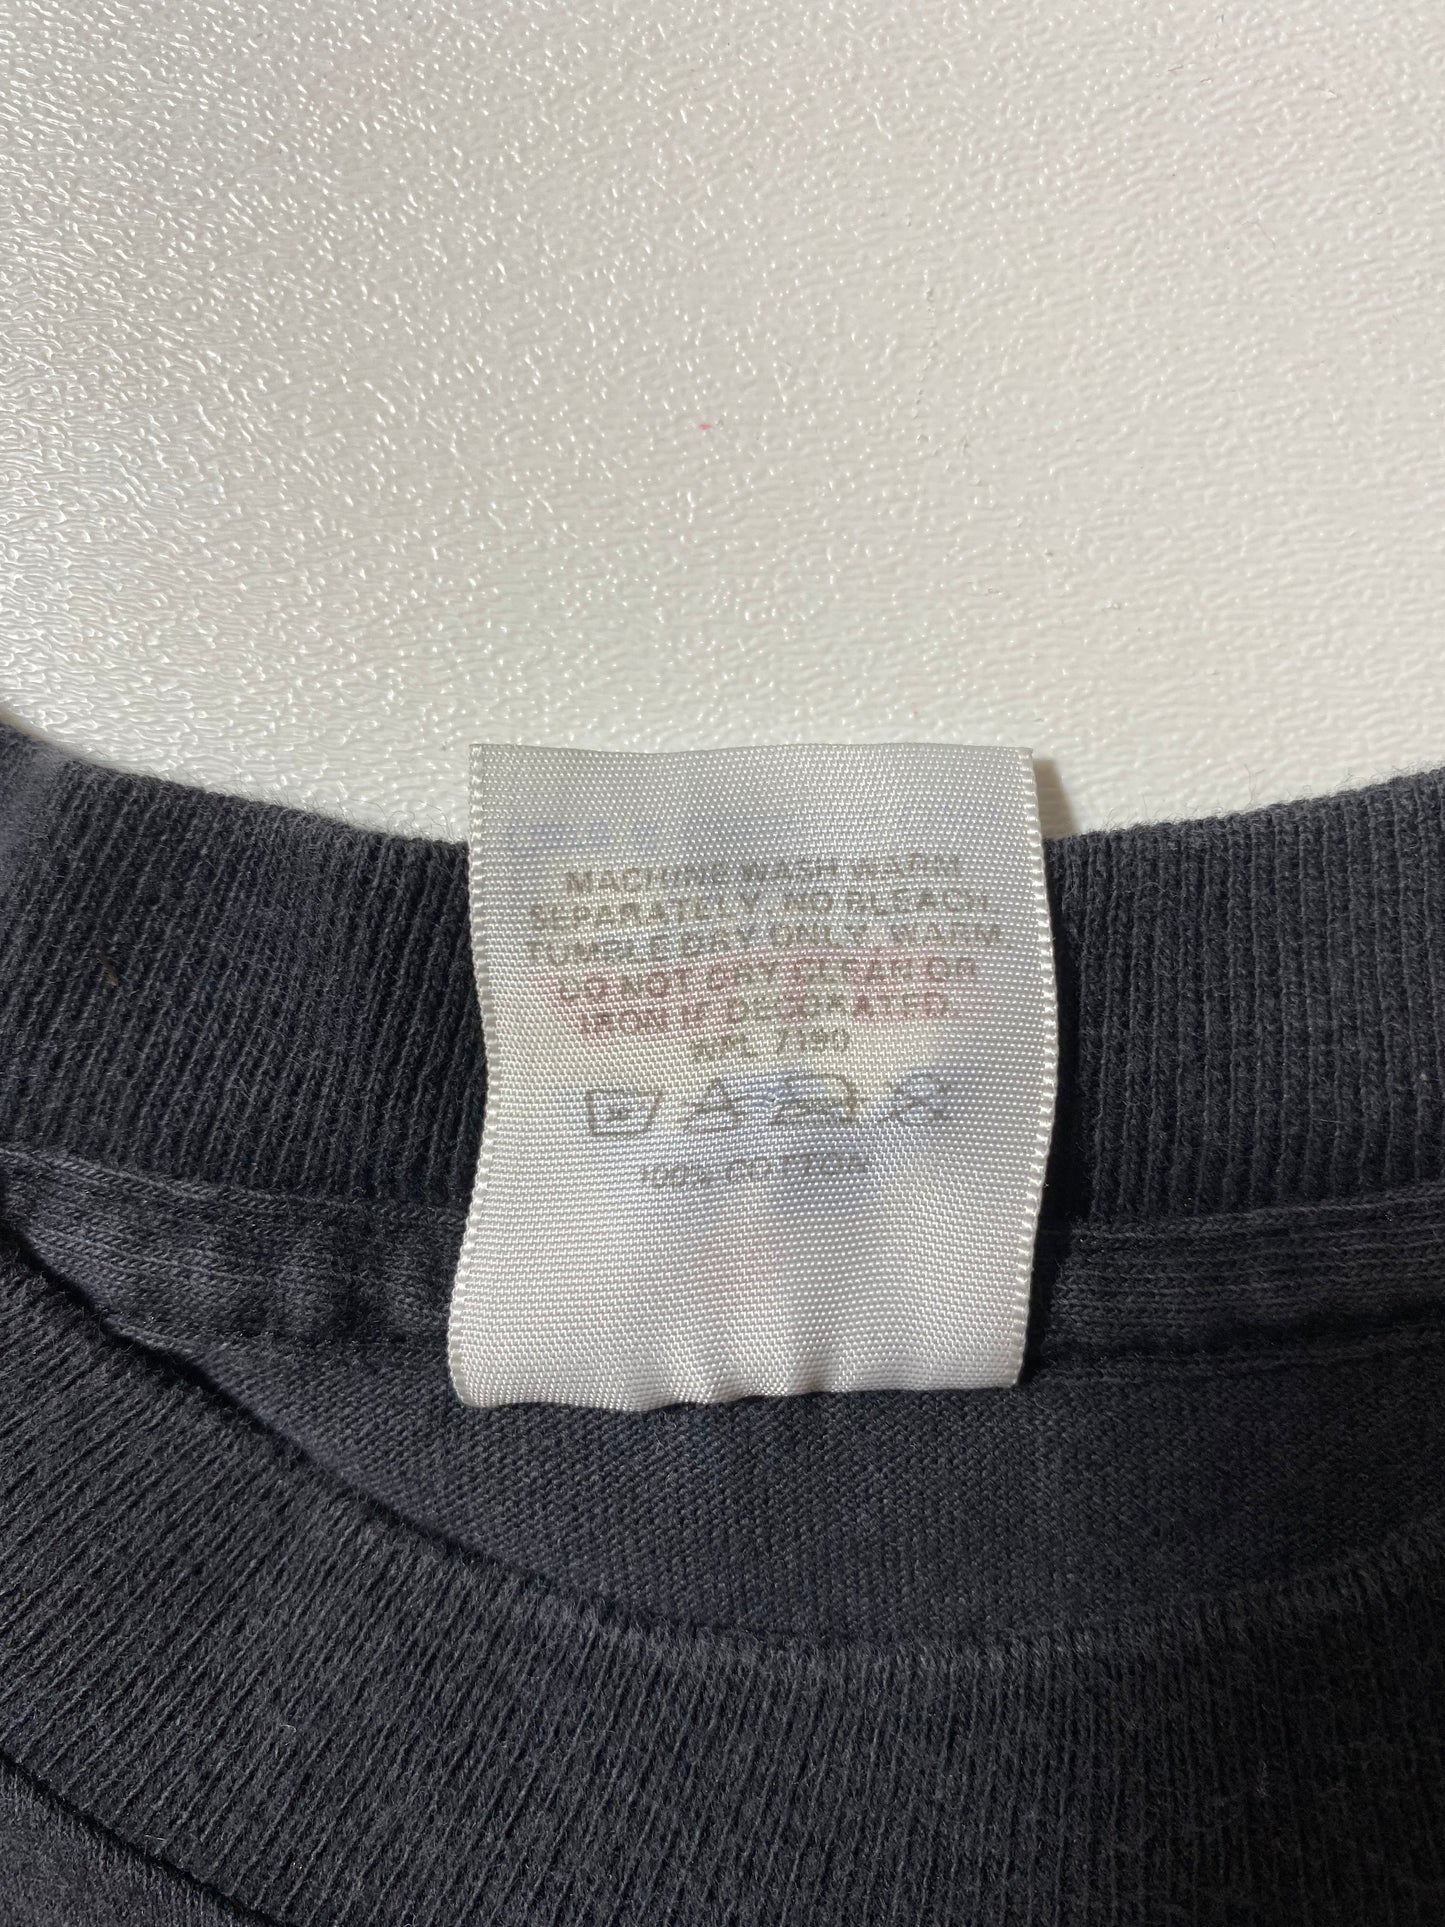 MACHINE WASH WARM
SEPARATELY, NO BLEACH
TUMBLE DRY ONLY, WARM
DO NOT DRY CLEAN OR
IRON IF DECORATED.
100% COTTON